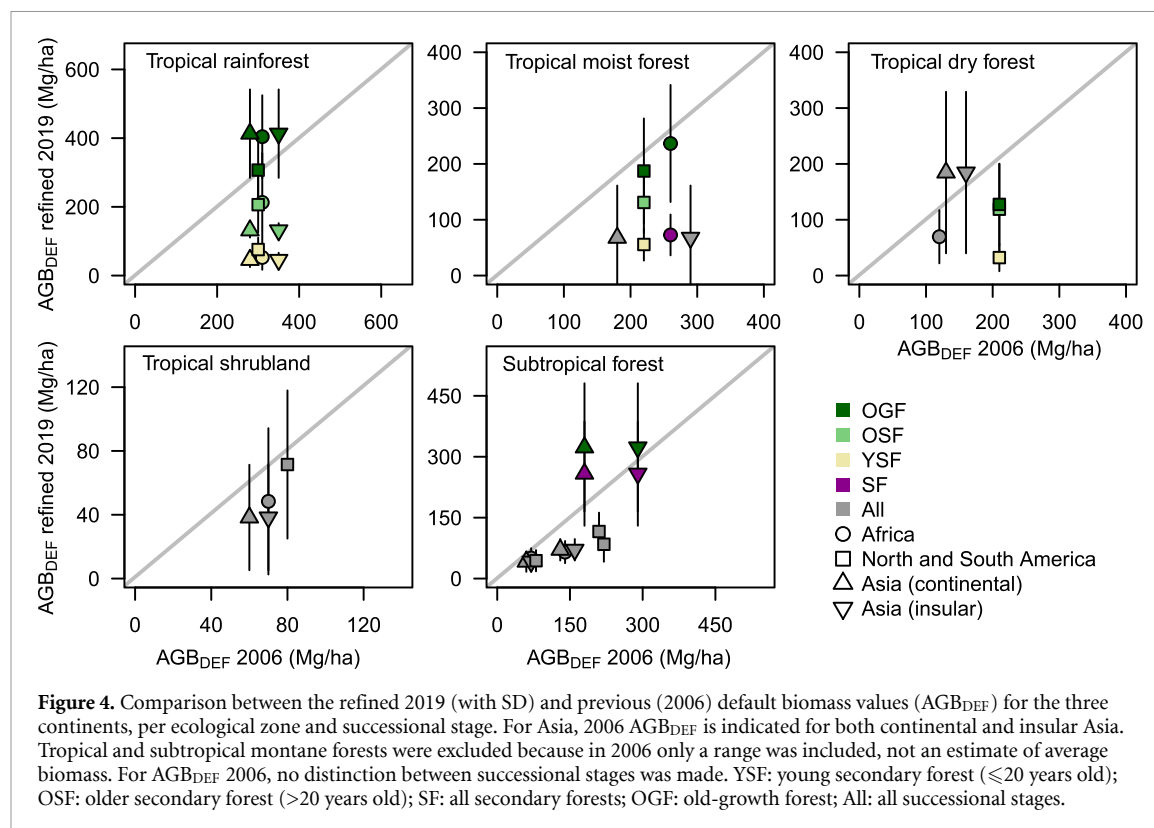 AGBDEF refined 2019 (Mg/ha)
Tropical rainforest
600
400
200
0
0 200 400 600
Tropical moist forest
400
300
200
100
0
0 100 200 300 400
Tropical dry forest
400
300
200
100
0
0 100 200 300 400
AGBDEF 2006 (Mg/ha)
AGBDEF refined 2019 (Mg/ha)
Tropical shrubland
120
80
40
0
0 40 80 120
AGBDEF 2006 (Mg/ha)
Subtropical forest
450
300
150
0
0 150 300 450
AGBDEF 2006 (Mg/ha)
OGF
OSF
YSF
SF
All
Africa
North and South America
Asia (continental)
Asia (insular)
Figure 4. Comparison between the refined 2019 (with SD) and previous (2006) default biomass values (AGBDEF) for the three
continents, per ecological zone and successional stage. For Asia, 2006 AGBDEF is indicated for both continental and insular Asia.
Tropical and subtropical montane forests were excluded because in 2006 only a range was included, not an estimate of average
biomass. For AGBDEF 2006, no distinction between successional stages was made. YSF: young secondary forest (⩽20 years old);
OSF: older secondary forest (>20 years old); SF: all secondary forests; OGF: old-growth forest; All: all successional stages.